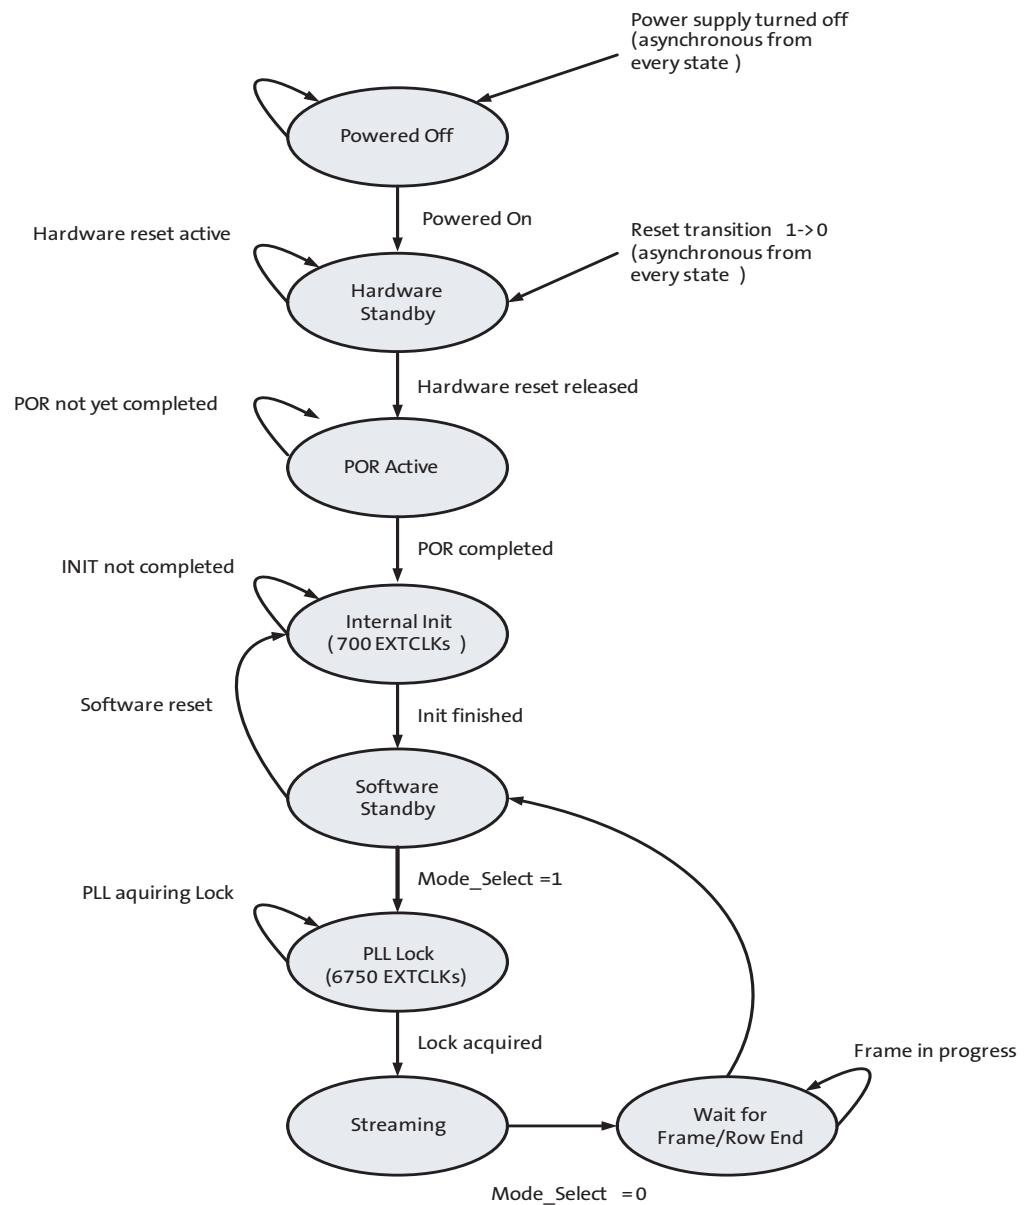 Power supply turned off
(asynchronous from
every state )
Powered Off
Powered On
Hardware reset active
Reset transition 1->0
(asynchronous from
every state )
Hardware
Standby
Hardware reset released
POR not yet completed
POR Active
POR completed
INIT not completed
Internal Init
( 700 EXTCLKs )
Software reset
Init finished
Software
Standby
Mode_Select =1
PLL aquiring Lock
PLL Lock
(6750 EXTCLKs)
Lock acquired
Frame in progress
Streaming
Wait for
Frame/Row End
Mode_Select =0